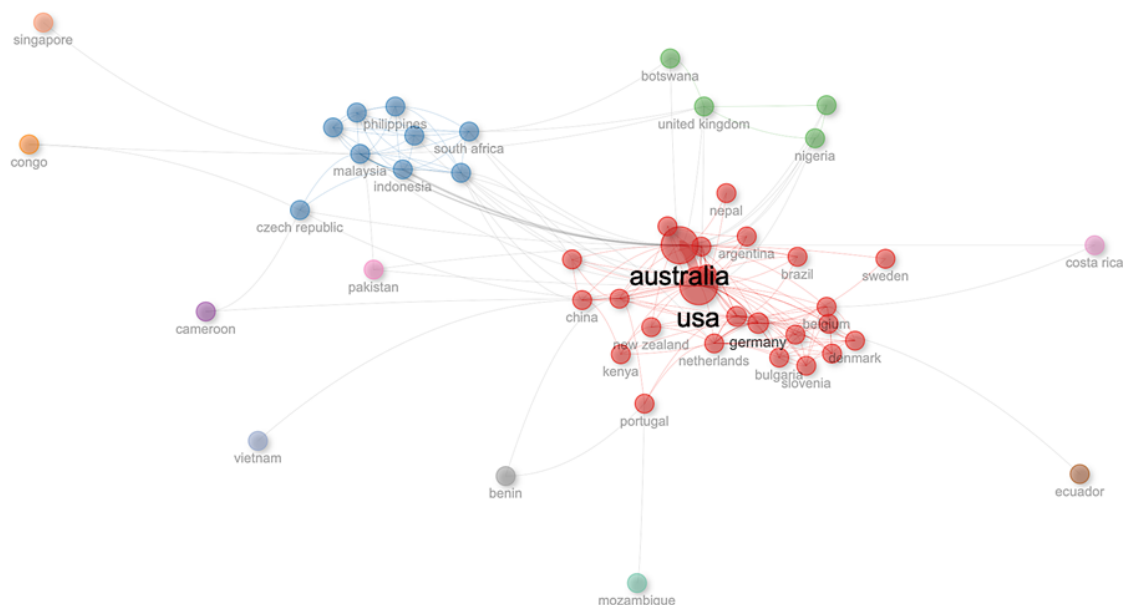 singapore
botswana
philippines
united kingdom
south africa
nigeria
congo
malaysia
indonesia
nepal
czech republic
argentina
brazil
sweden
costa rica
australia
pakistan
china
usa
cameroon
belgium
new zealand
germany
netherlands
denmark
kenya
bulgaria
slovenia
portugal
vietnam
benin
ecuador
mozambique